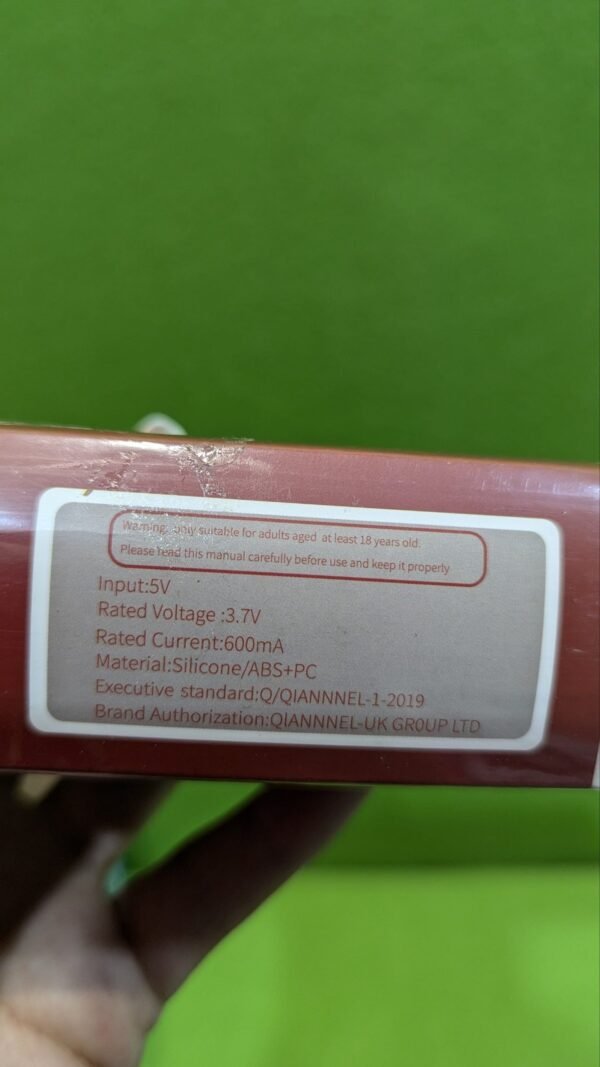 Warning: only suitable for adults aged at least 18 years old.
Please read this manual carefully before use and keep it properly
Input:5V
Rated Voltage :3.7V
Rated Current:600mA
Material:Silicone/ABS+PC
Executive standard:Q/QIANNNEL-1-2019
Brand Authorization:QIANNNEL-UK GROUP LTD